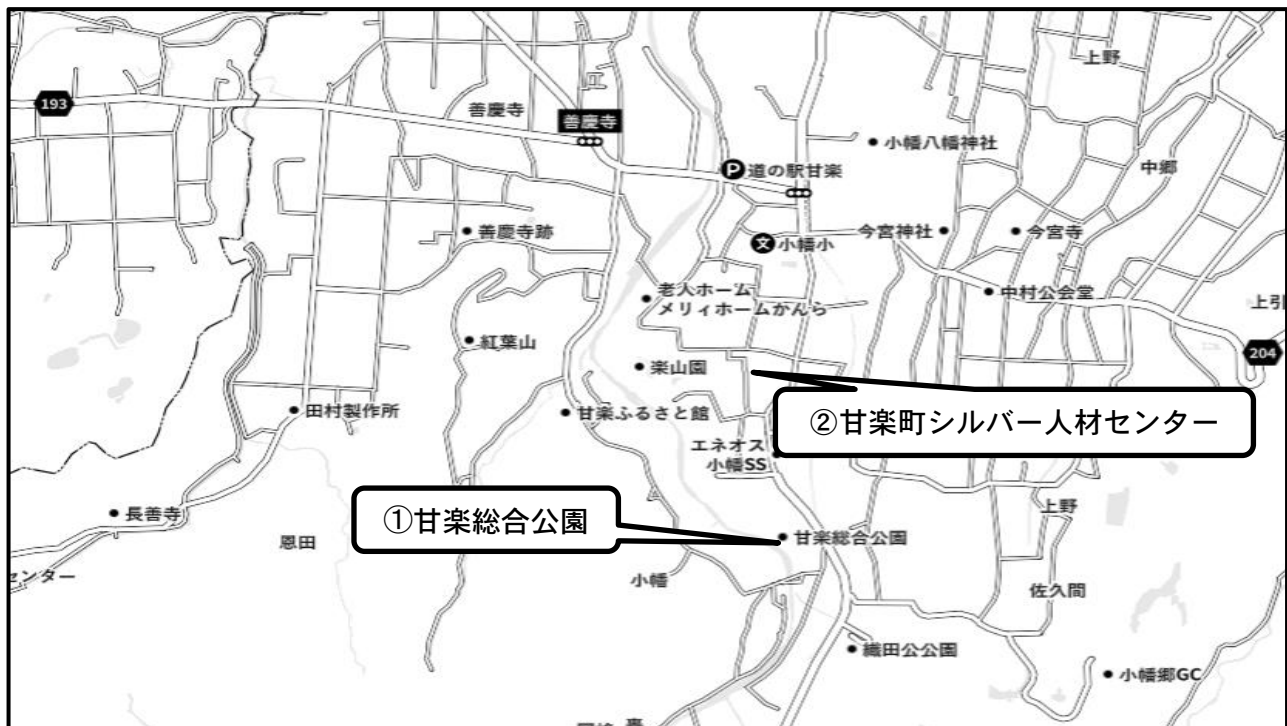 上野
193
善慶寺
善慶寺
小幡八幡神社
P 道の駅甘楽
中郷
善慶寺跡
文 小幡小
今宮神社
今宮寺
老人ホーム
メリィホームかんら
中村公会堂
上引
紅葉山
204
楽山園
田村製作所
甘楽ふるさと館
②甘楽町シルバー人材センター
エネオス
小幡SS
長善寺
①甘楽総合公園
上野
恩田
甘楽総合公園
センター
小幡
佐久間
織田公公園
小幡郷GC